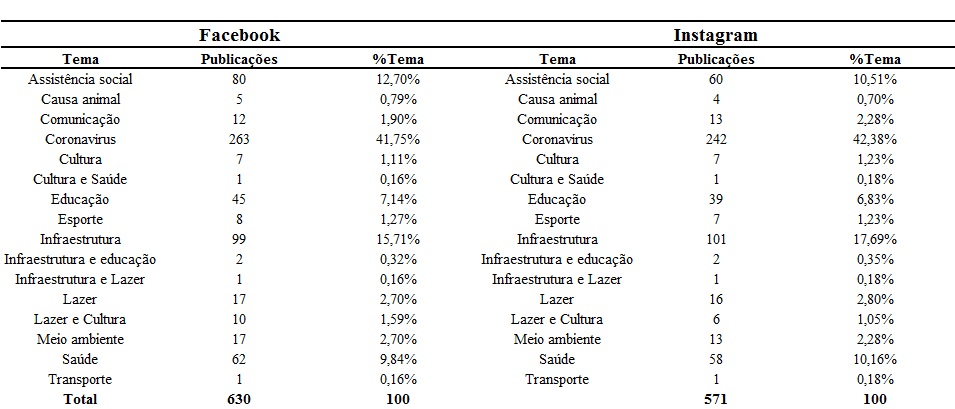 Facebook Instagram
Tema Publicações %Tema Tema Publicações %Tema
Assistência social 80 12,70% Assistência social 60 10,51%
Causa animal 5 0,79% Causa animal 4 0,70%
Comunicação 12 1,90% Comunicação 13 2,28%
Coronavirus 263 41,75% Coronavirus 242 42,38%
Cultura 7 1,11% Cultura 7 1,23%
Cultura e Saúde 1 0,16% Cultura e Saúde 1 0,18%
Educação 45 7,14% Educação 39 6,83%
Esporte 8 1,27% Esporte 7 1,23%
Infraestrutura 99 15,71% Infraestrutura 101 17,69%
Infraestrutura e educação 2 0,32% Infraestrutura e educação 2 0,35%
Infraestrutura e Lazer 1 0,16% Infraestrutura e Lazer 1 0,18%
Lazer 17 2,70% Lazer 16 2,80%
Lazer e Cultura 10 1,59% Lazer e Cultura 6 1,05%
Meio ambiente 17 2,70% Meio ambiente 13 2,28%
Saúde 62 9,84% Saúde 58 10,16%
Transporte 1 0,16% Transporte 1 0,18%
Total 630 100 571 100